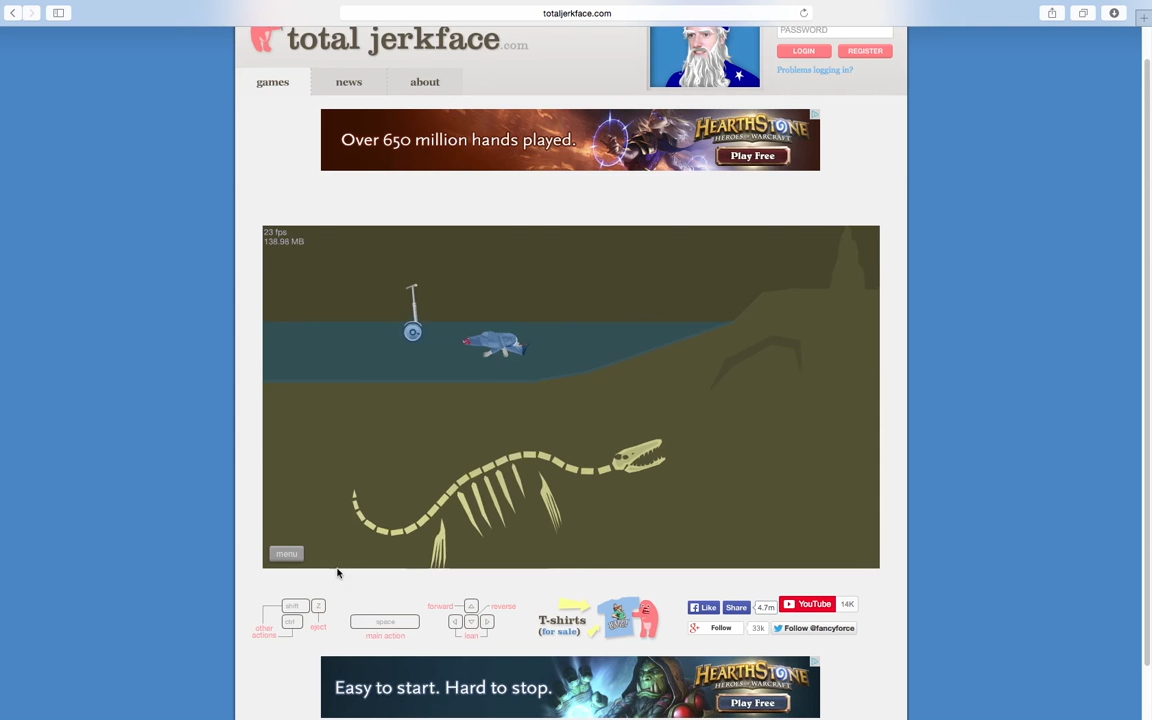 totaljerkface.com
total jerkface.com
PASSWORD
LOGIN
REGISTER
Problems logging in?
games
news
about
Over 650 million hands played.
HEARTHSTONE
HEROES OF WARCRAFT
Play Free
23 fps
138.98 MB
menu
shift
Z
ctrl
other
actions
eject
space
main action
forward
reverse
lean
T-shirts
(for sale)
Like
Share
4.7m
YouTube
14K
Follow
33k
Follow @fancyforce
Easy to start. Hard to stop.
HEARTHSTONE
HEROES OF WARCRAFT
Play Free